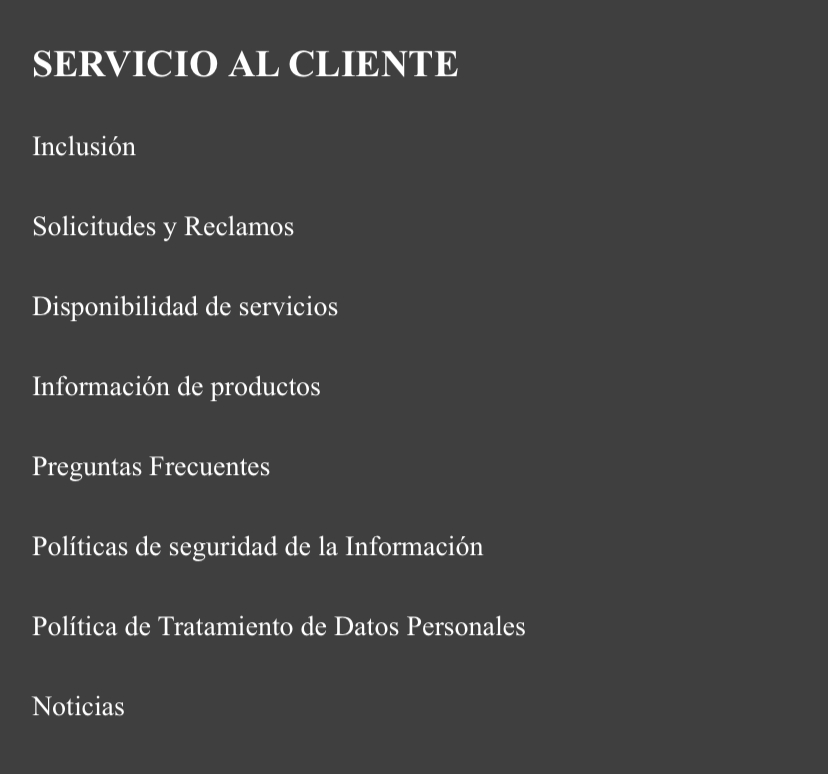 SERVICIO AL CLIENTE
Inclusión
Solicitudes y Reclamos
Disponibilidad de servicios
Información de productos
Preguntas Frecuentes
Políticas de seguridad de la Información
Política de Tratamiento de Datos Personales
Noticias